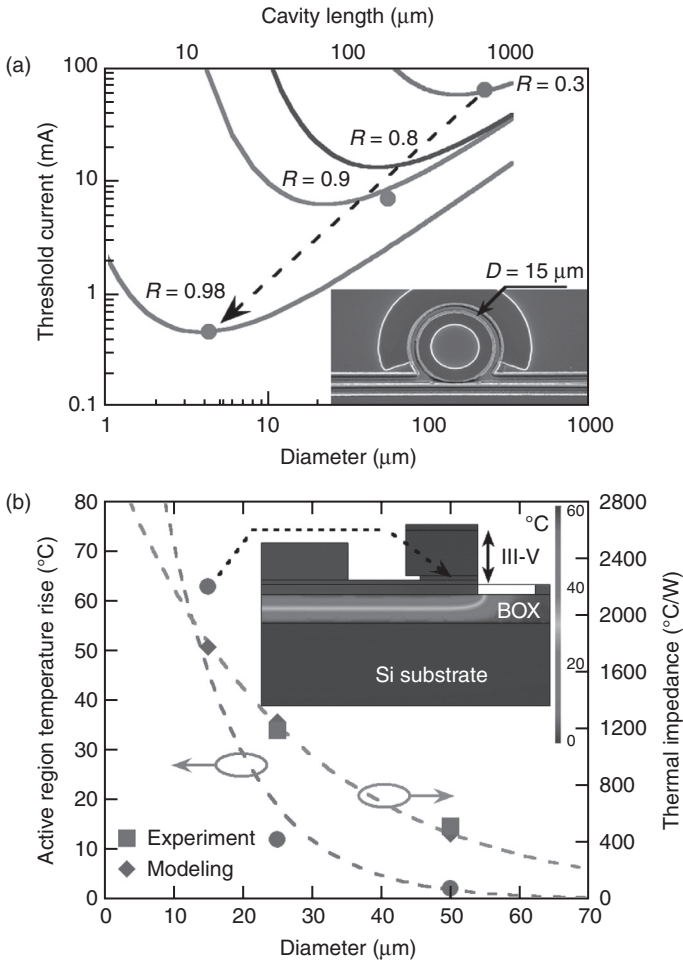 Cavity length (μm)
10 100 1000
(a)
100
10
1
0.1
Threshold current (mA)
R = 0.3
R = 0.8
R = 0.9
R = 0.98
D = 15 μm
1 10 100 1000
Diameter (μm)
(b)
80
70
60
50
40
30
20
10
0
Active region temperature rise (°C)
2800
2400
2000
1600
1200
800
400
0
Thermal impedance (°C/W)
°C
60
40
20
0
III-V
BOX
Si substrate
Experiment
Modeling
0 10 20 30 40 50 60 70
Diameter (μm)